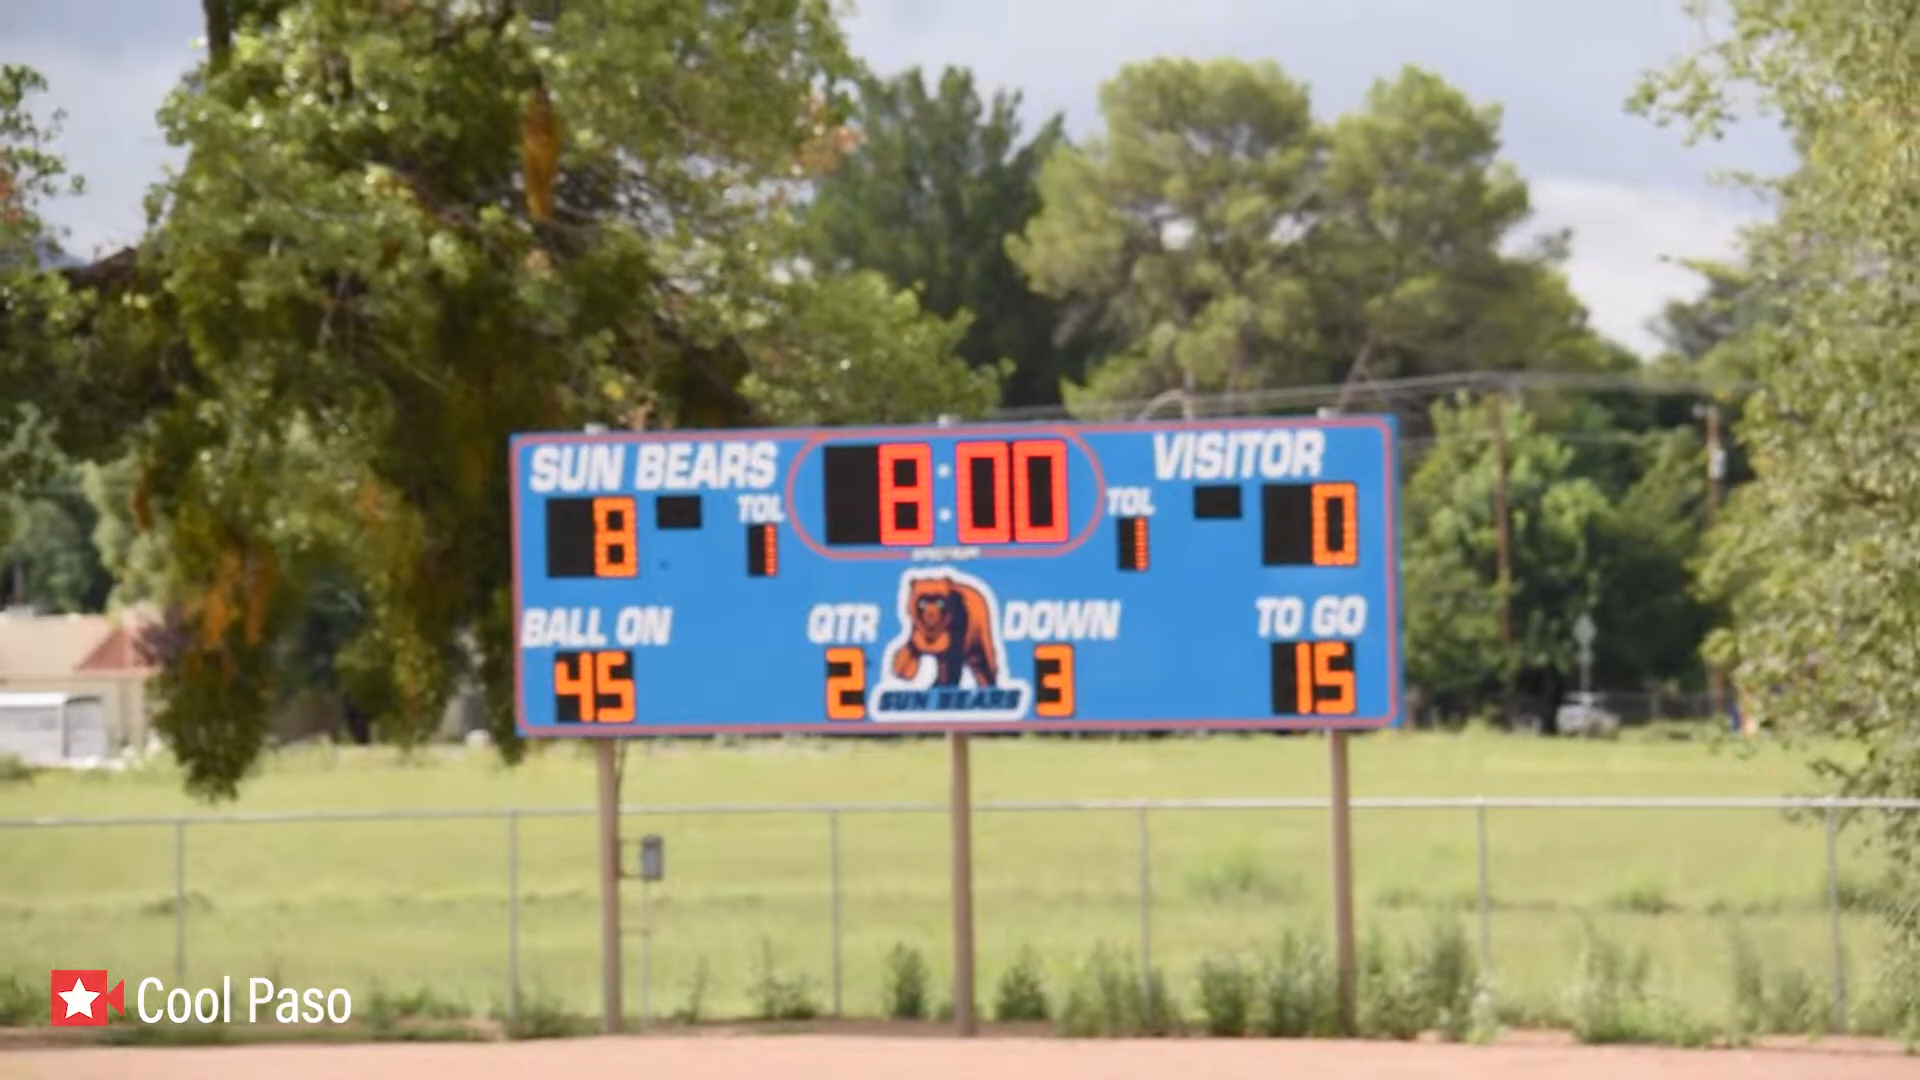 SUN BEARS
8:00
VISITOR
8
TOL
1
TOL
1
0
BALL ON
QTR
DOWN
TO GO
45
2
SUN BEARS
3
15
Cool Paso